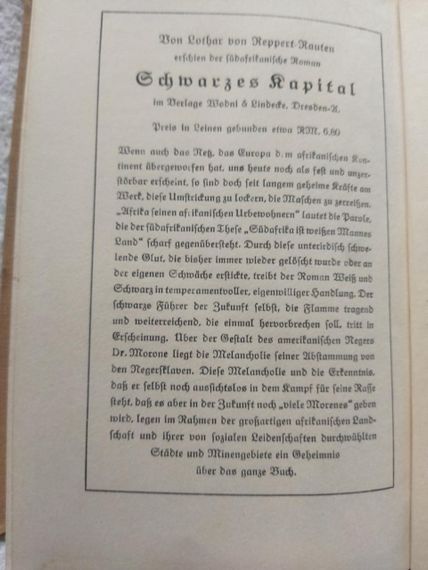 Von Lothar von Reppert-Rauten
erschien der südafrikanische Roman
Schwarzes Kapital
im Verlage Wodni & Lindecke, Dresden-A.
Preis in Leinen gebunden etwa RM. 6,80
Wenn auch das Netz, das Europa d.m afrikanischen Kon-
tinent übergeworfen hat, uns heute noch als fest und unzer-
störbar erscheint, so sind doch seit langem geheime Kräfte am
Werk, diese Umstrickung zu lockern, die Maschen zu zerreißen.
„Afrika seinen afrikanischen Urbewohnern“ lautet die Parole,
die der südafrikanischen These „Südafrika ist weißen Mannes
Land“ scharf gegenübersteht. Durch diese unterirdisch schwe-
lende Glut, die bisher immer wieder gelöscht wurde oder an
der eigenen Schwäche erstickte, treibt der Roman Weiß und
Schwarz in temperamentvoller, eigenwilliger Handlung. Der
schwarze Führer der Zukunft selbst, die Flamme tragend
und weiterreichend, die einmal hervorbrechen soll, tritt in
Erscheinung. Über der Gestalt des amerikanischen Negers
Dr. Morone liegt die Melancholie seiner Abstammung von
den Negersklaven. Diese Melancholie und die Erkenntnis,
daß er selbst noch aussichtslos in dem Kampf für seine Rasse
steht, daß es aber in der Zukunft noch „viele Morenes“ geben
wird, legen im Rahmen der großartigen afrikanischen Land-
schaft und ihrer von sozialen Leidenschaften durchwühlten
Städte und Minengebiete ein Geheimnis
über das ganze Buch.